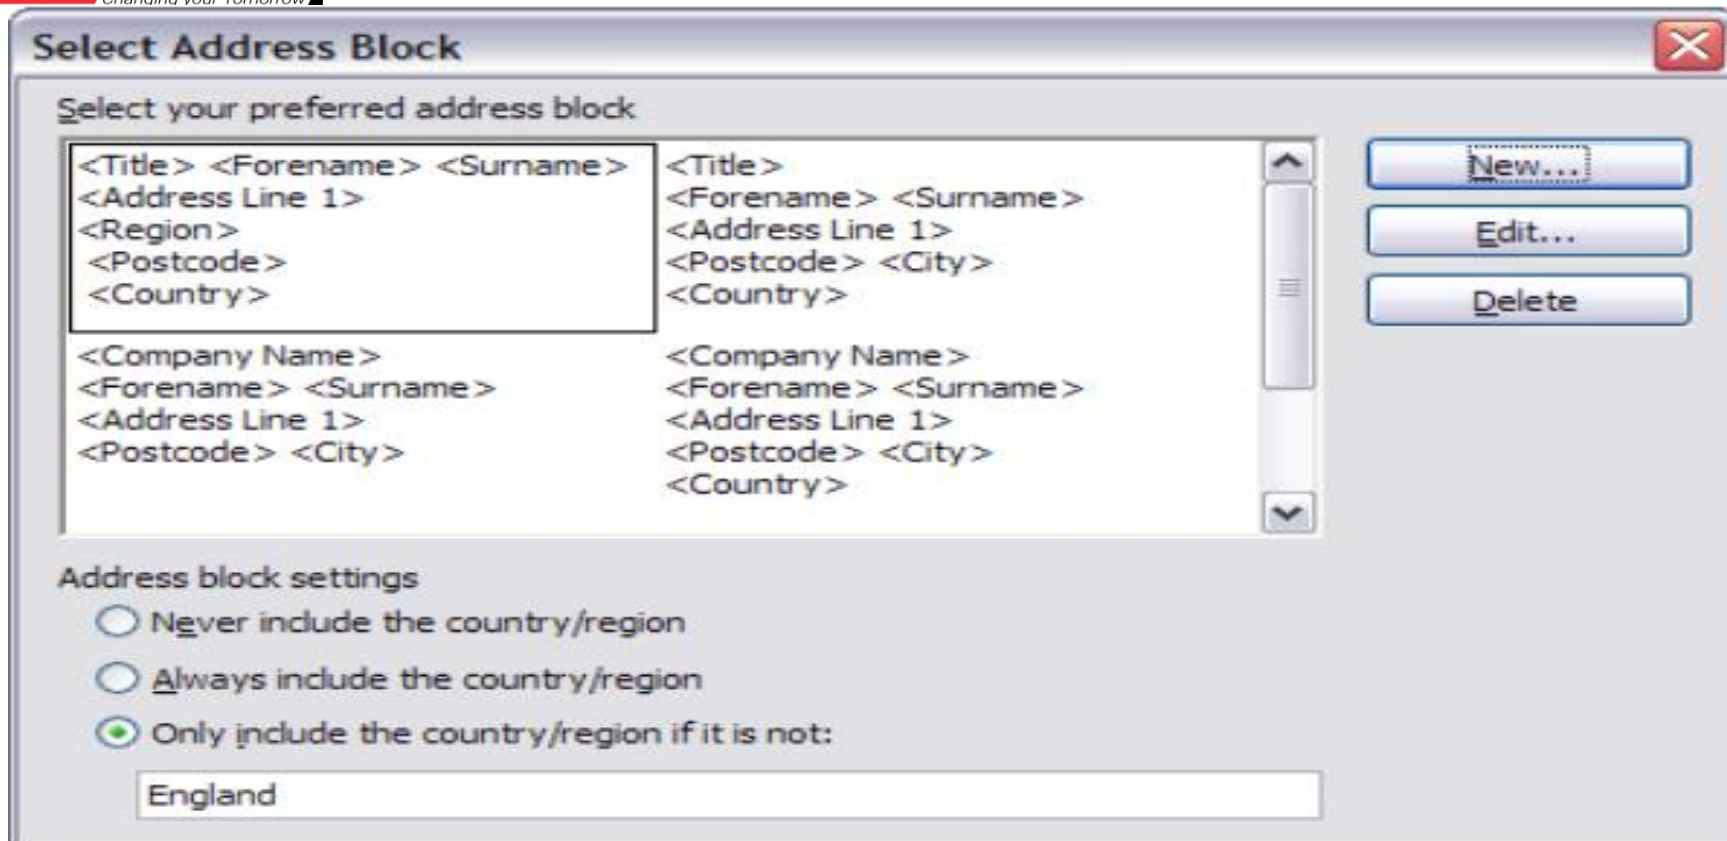 Changing your Tomorrow
Select Address Block
Select your preferred address block
<Title> <Forename> <Surname>
<Address Line 1>
<Region>
<Postcode>
<Country>
<Title>
<Forename> <Surname>
<Address Line 1>
<Postcode> <City>
<Country>
<Company Name>
<Forename> <Surname>
<Address Line 1>
<Postcode> <City>
<Company Name>
<Forename> <Surname>
<Address Line 1>
<Postcode> <City>
<Country>
New...
Edit...
Delete
Address block settings
Never include the country/region
Always include the country/region
Only include the country/region if it is not:
England